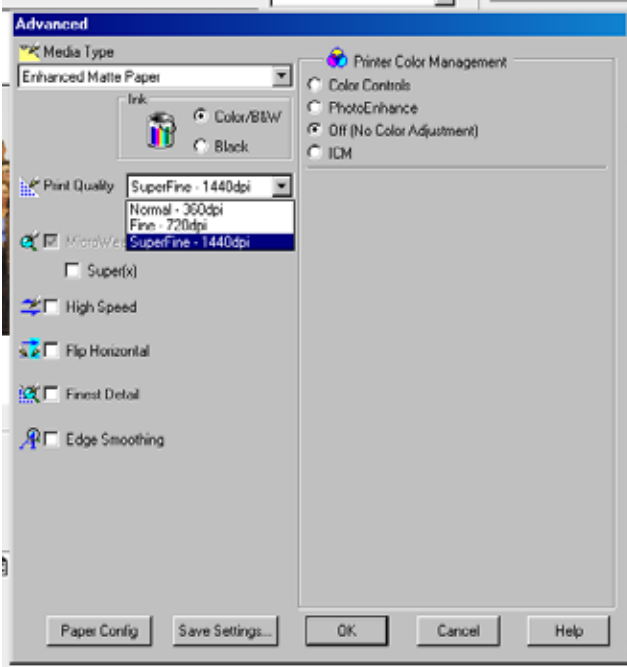 Advanced
Media Type
Enhanced Matte Paper
Ink
Color/B&W
Black
Print Quality
SuperFine - 1440dpi
Normal - 360dpi
Fine - 720dpi
SuperFine - 1440dpi
MicroWea
Super(x)
High Speed
Flip Horizontal
Finest Detail
Edge Smoothing
Printer Color Management
Color Controls
PhotoEnhance
Off (No Color Adjustment)
ICM
Paper Config
Save Settings...
OK
Cancel
Help